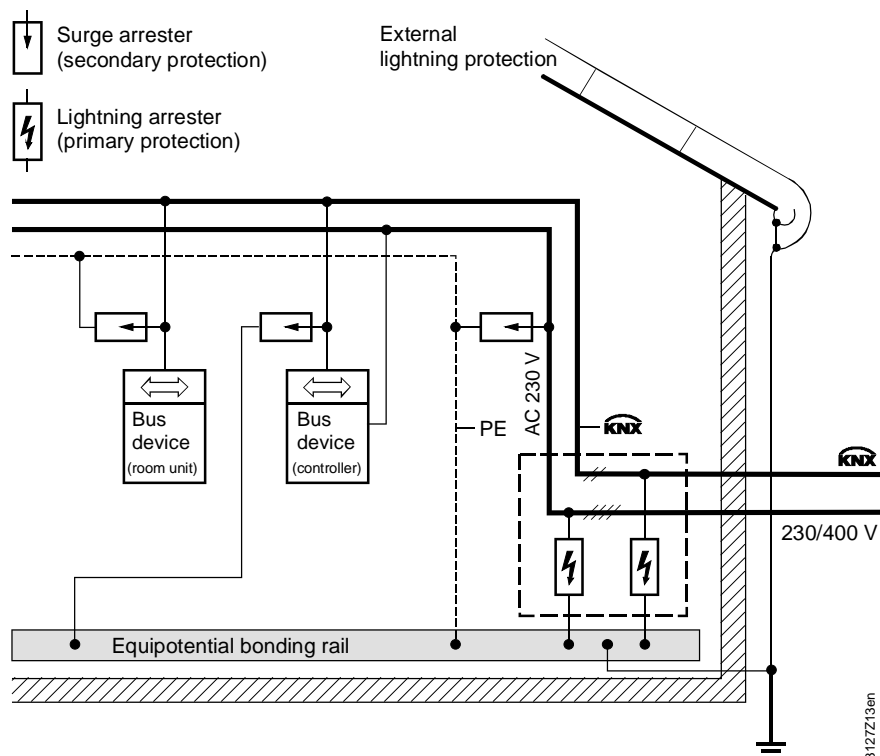 Surge arrester
(secondary protection)
External
lightning protection
Lightning arrester
(primary protection)
Bus
device
(room unit)
Bus
device
(controller)
PE
AC 230 V
KNX
KNX
230/400 V
Equipotential bonding rail